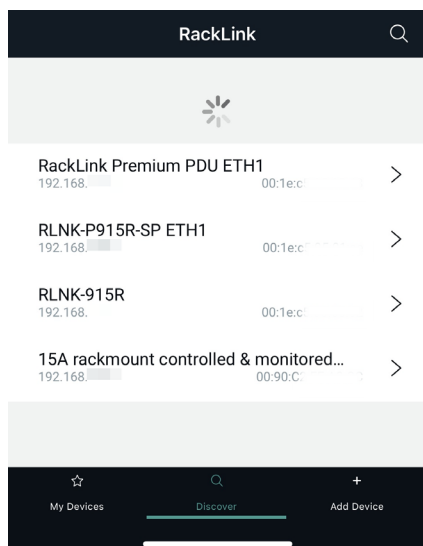 RackLink
RackLink Premium PDU ETH1
192.168. 00:1e:c
RLNK-P915R-SP ETH1
192.168. 00:1e:c
RLNK-915R
192.168. 00:1e:c
15A rackmount controlled & monitored...
192.168. 00:90:C
My Devices Discover Add Device